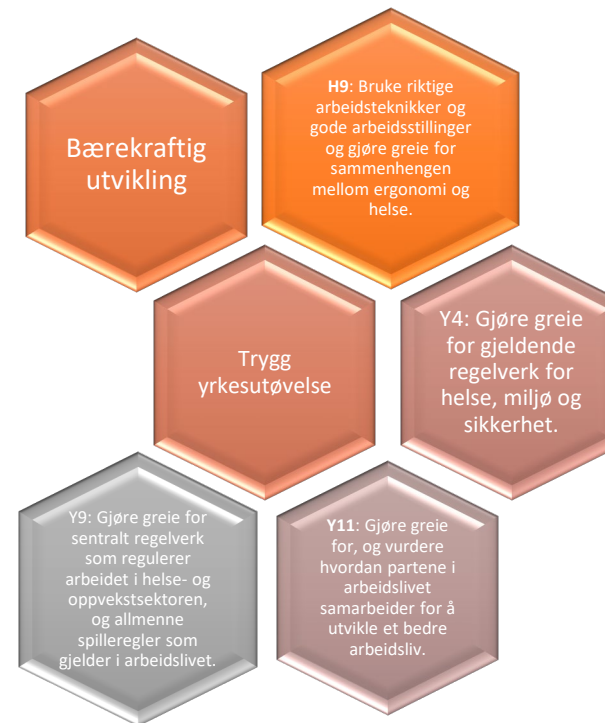 Bærekraftig
utvikling
H9: Bruke riktige
arbeidsteknikker og
gode arbeidsstillinger
og gjøre greie for
sammenhengen
mellom ergonomi og
helse.
Trygg
yrkesutøvelse
Y4: Gjøre greie
for gjeldende
regelverk for
helse, miljø og
sikkerhet.
Y9: Gjøre greie for
sentralt regelverk
som regulerer
arbeidet i helse- og
oppvekstsektoren,
og allmenne
spilleregler som
gjelder i arbeidslivet.
Y11: Gjøre greie
for, og vurdere
hvordan partene i
arbeidslivet
samarbeider for å
utvikle et bedre
arbeidsliv.